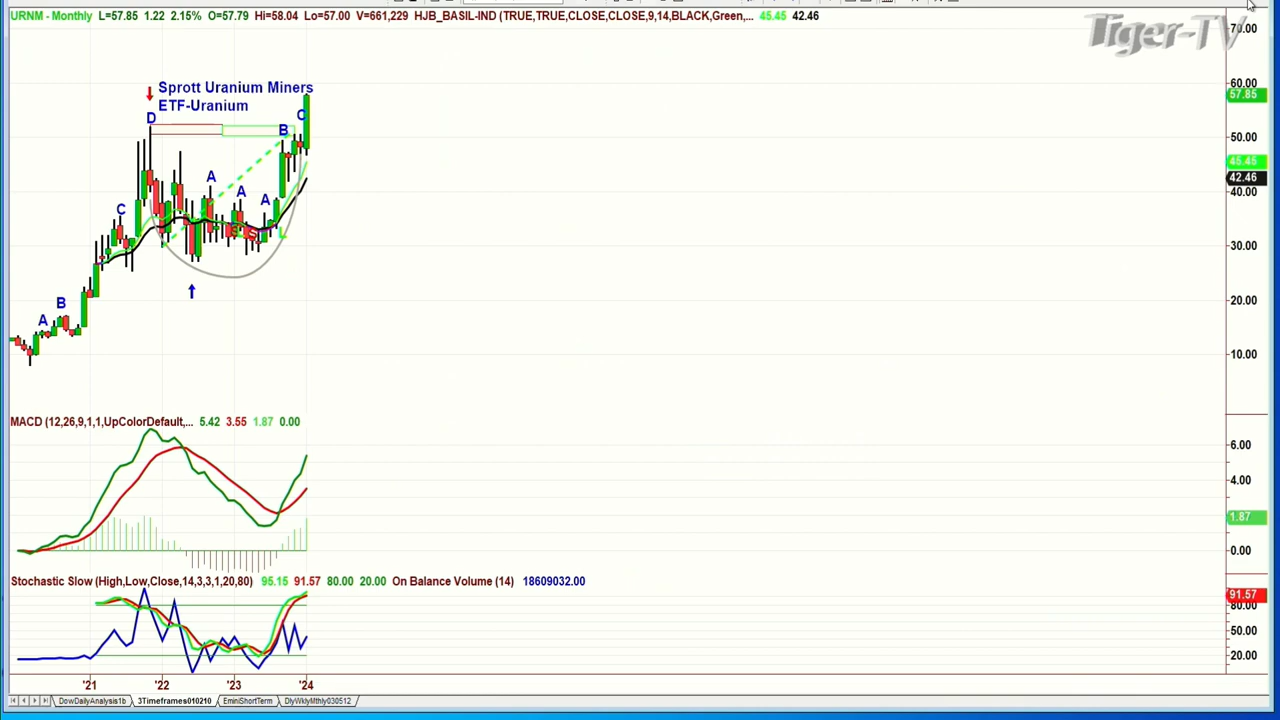 URNM - Monthly L=57.85 1.22 2.15% O=57.79 Hi=58.04 Lo=57.00 V=661,229 HJB_BASIL-IND (TRUE,TRUE,CLOSE,CLOSE,9,14,BLACK,Green,... 45.45 42.46
Tiger-TV
70.00
Sprott Uranium Miners
ETF-Uranium
60.00
57.85
D
B
C
50.00
45.45
42.46
40.00
A
A
A
C
S
S
L
30.00
A
B
20.00
10.00
MACD (12,26,9,1,1,UpColorDefault,... 5.42 3.55 1.87 0.00
6.00
4.00
1.87
0.00
Stochastic Slow (High,Low,Close,14,3,3,1,20,80) 95.15 91.57 80.00 20.00 On Balance Volume (14) 18609032.00
91.57
80.00
50.00
20.00
'21 '22 '23 '24
DowDailyAnalysis1b 3Timeframes010210 EminiShortTerm DlyWklyMthly030512